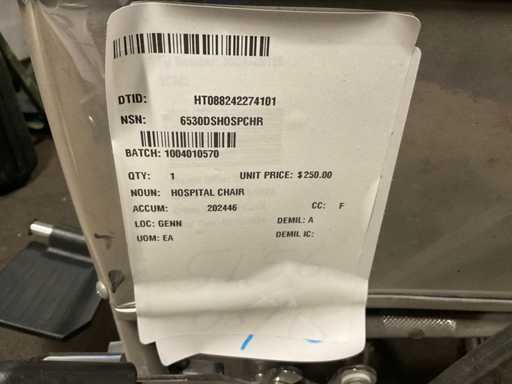 DTID: HT088242274101
NSN: 6530DSHOSPCHR
BATCH: 1004010570
QTY: 1 UNIT PRICE: $250.00
NOUN: HOSPITAL CHAIR
ACCUM: 202446 CC: F
LOC: GENN DEMIL: A
UOM: EA DEMIL IC: